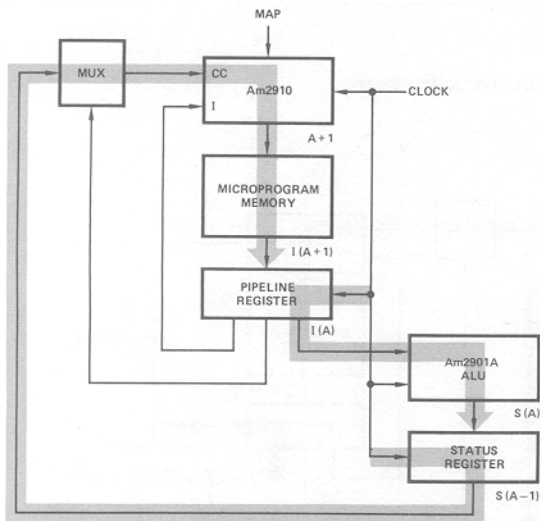 MAP
MUX
CC
Am2910
I
CLOCK
A+1
MICROPROGRAM
MEMORY
I (A+1)
PIPELINE
REGISTER
I (A)
Am2901A
ALU
S (A)
STATUS
REGISTER
S (A−1)